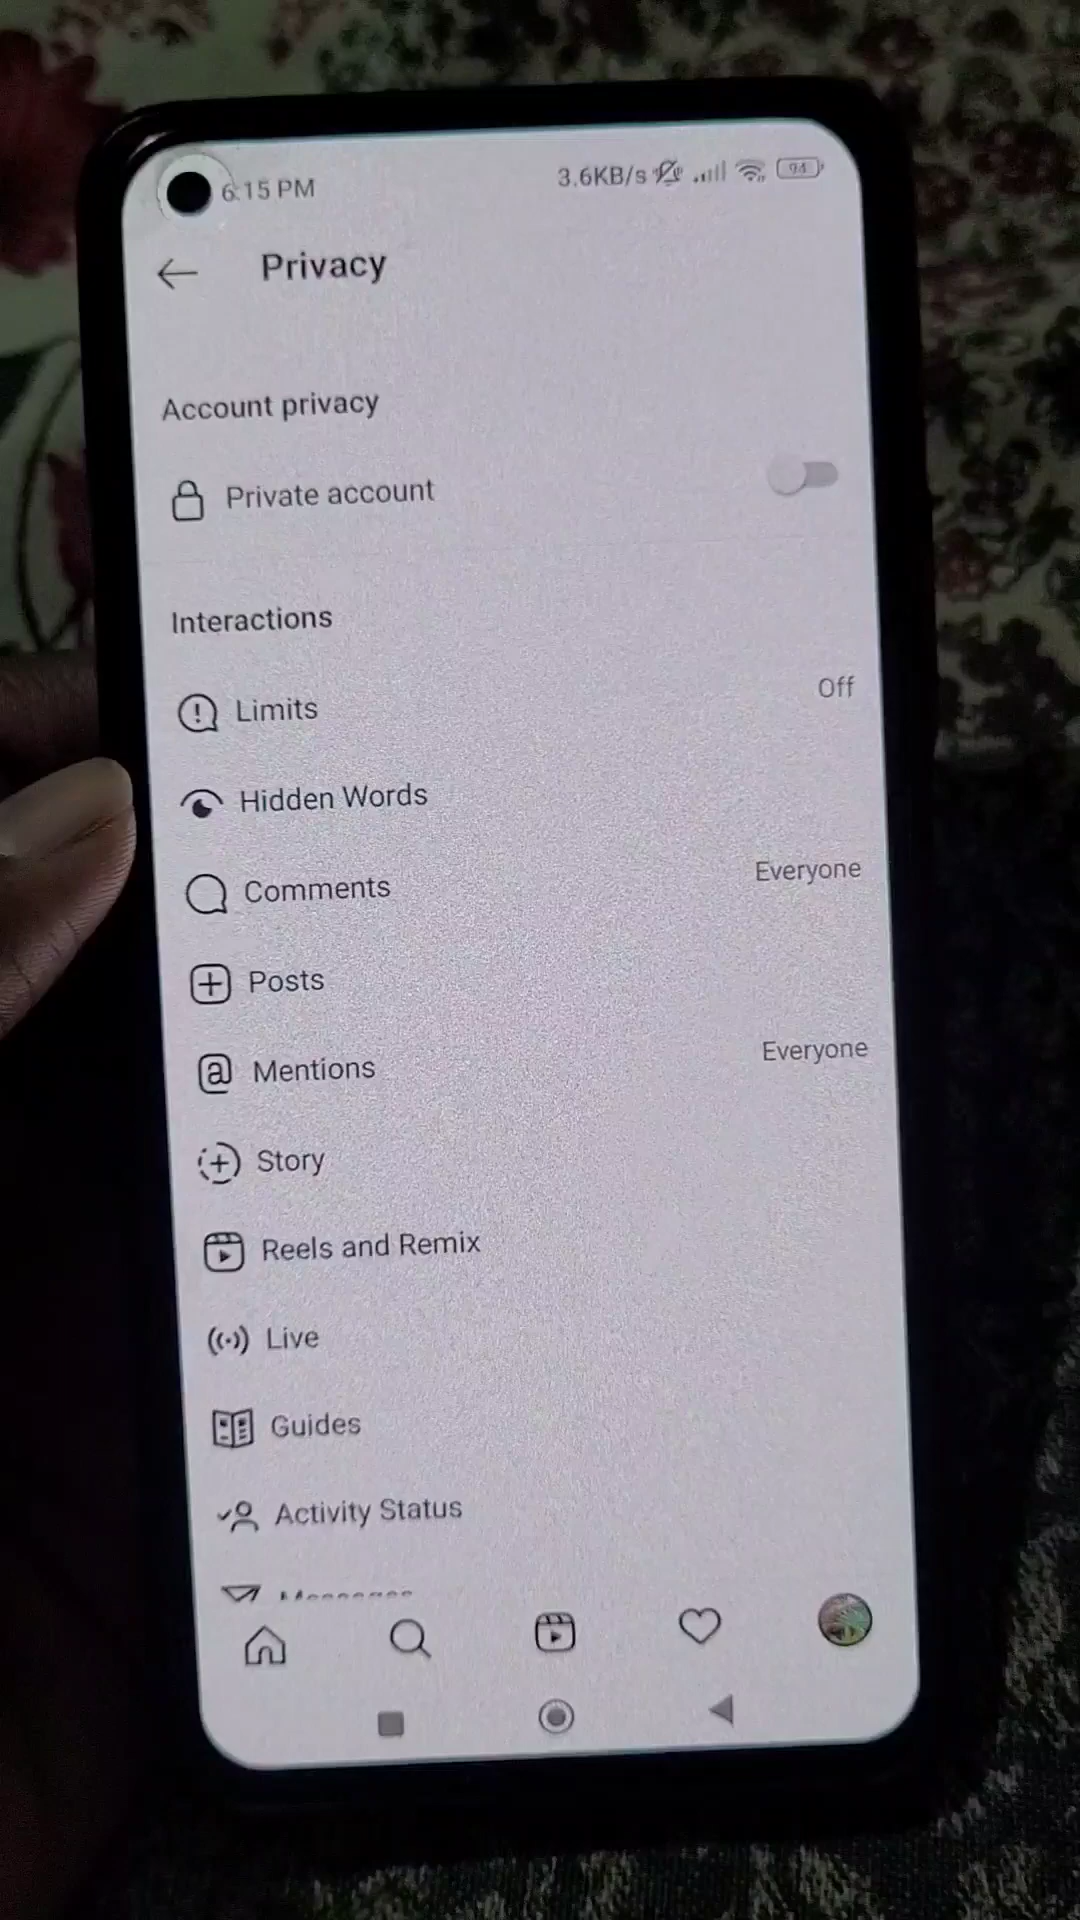 6:15 PM 3.6KB/s 94
Privacy
Account privacy
Private account
Interactions
Limits Off
Hidden Words
Comments Everyone
Posts
Mentions Everyone
Story
Reels and Remix
Live
Guides
Activity Status